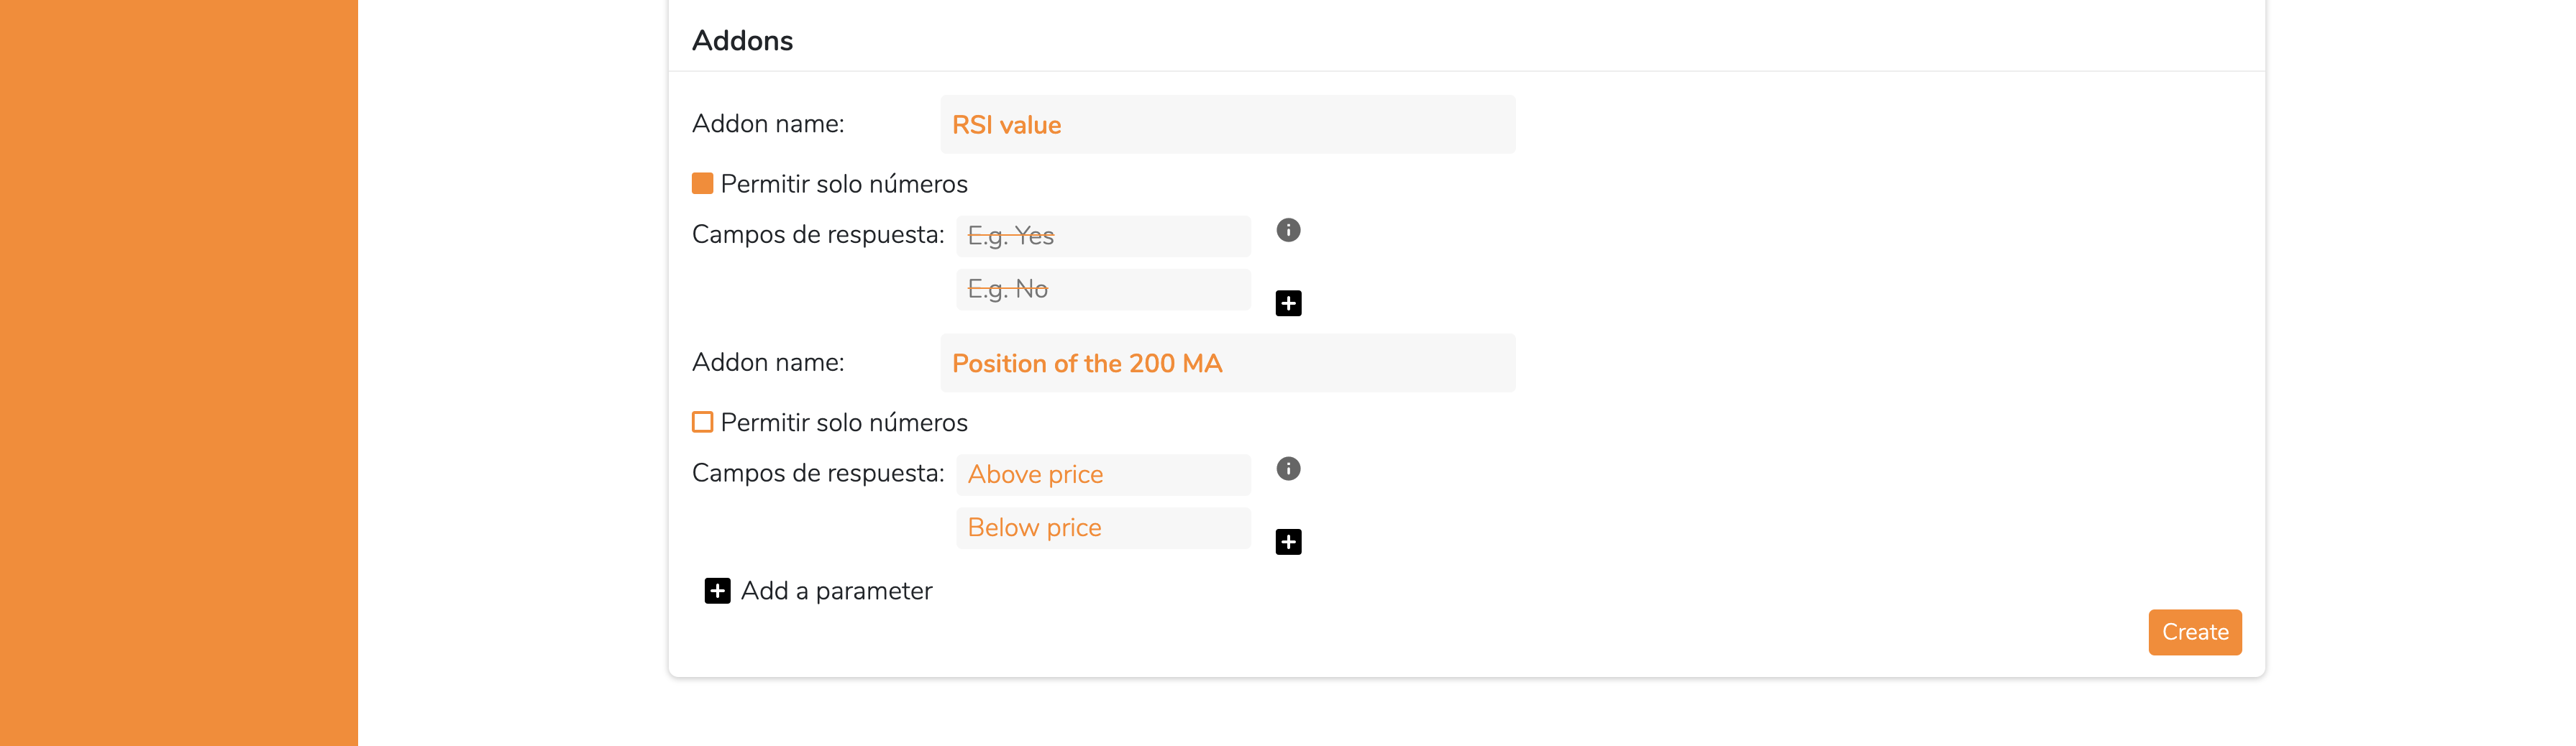 Addons
Addon name: RSI value
Permitir solo números
Campos de respuesta: E.g. Yes
E.g. No
Addon name: Position of the 200 MA
Permitir solo números
Campos de respuesta: Above price
Below price
Add a parameter
Create